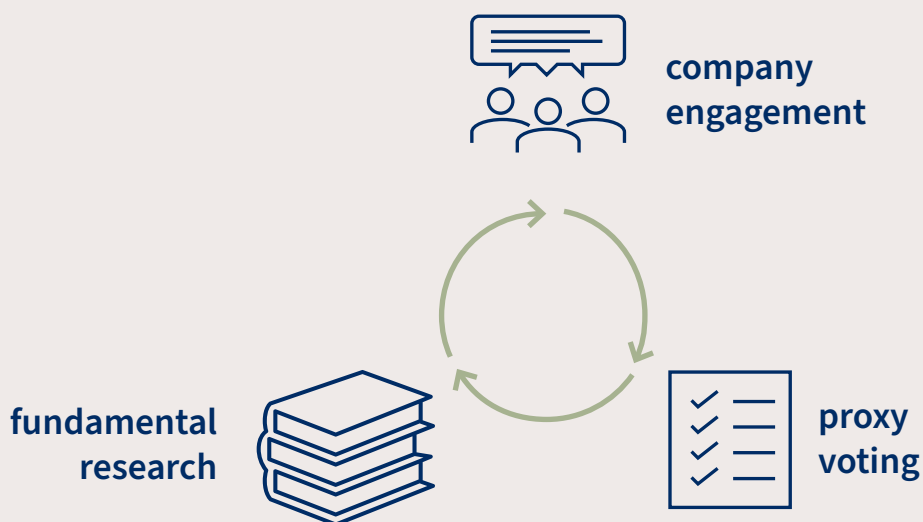 company
engagement
fundamental
research
proxy
voting